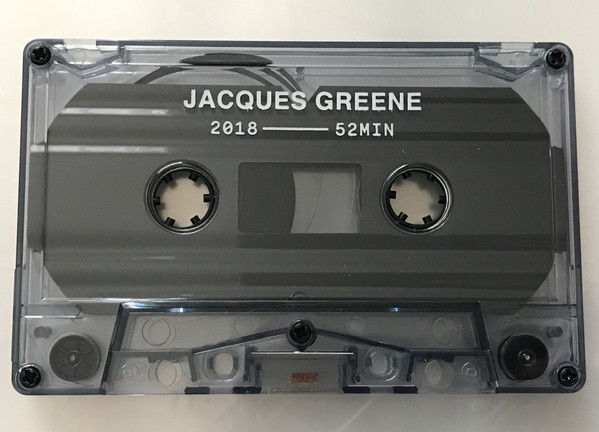 JACQUES GREENE
2018 — 52MIN